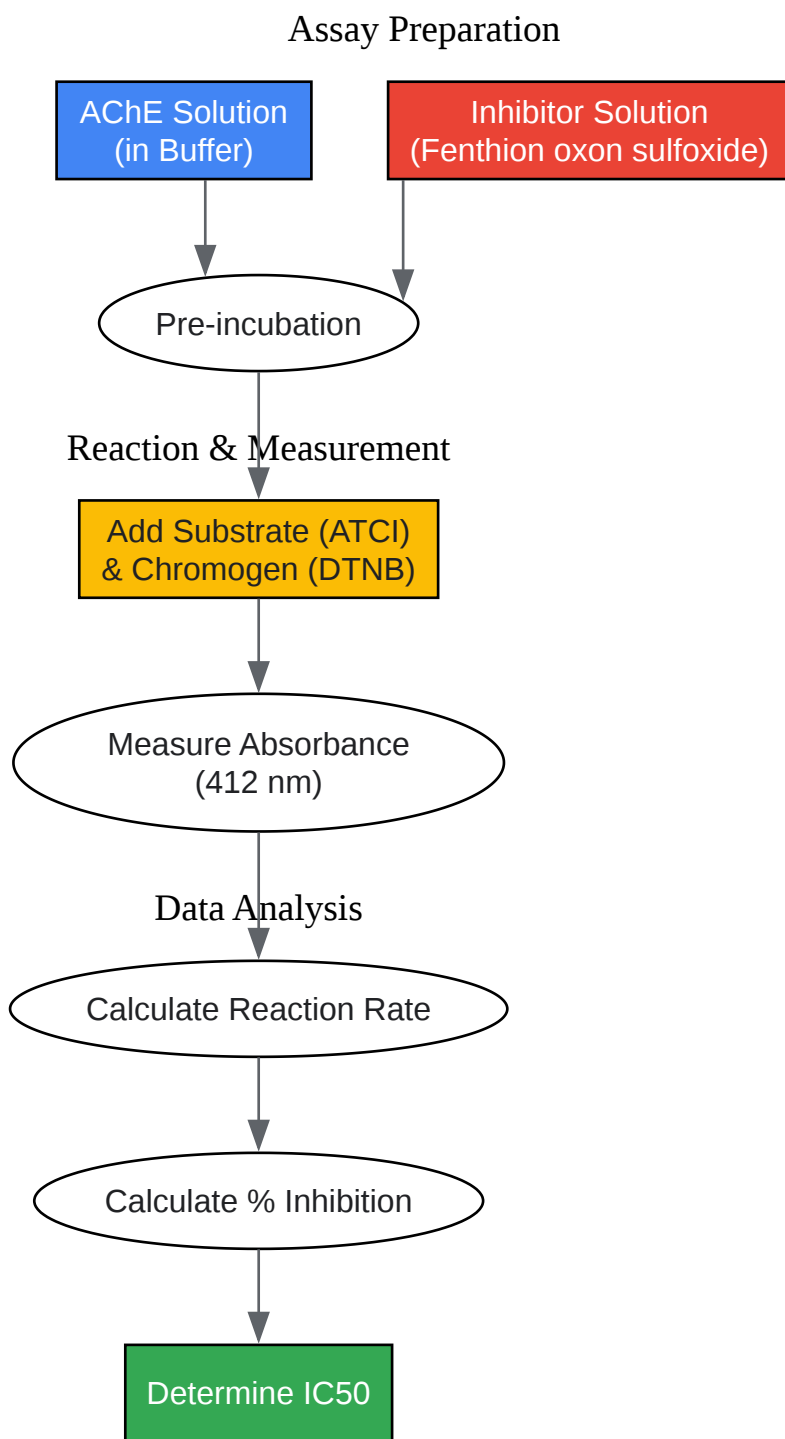 Assay Preparation
AChE Solution
(in Buffer)
Inhibitor Solution
(Fenthion oxon sulfoxide)
Pre-incubation
Reaction & Measurement
Add Substrate (ATCI)
& Chromogen (DTNB)
Measure Absorbance
(412 nm)
Data Analysis
Calculate Reaction Rate
Calculate % Inhibition
Determine IC50